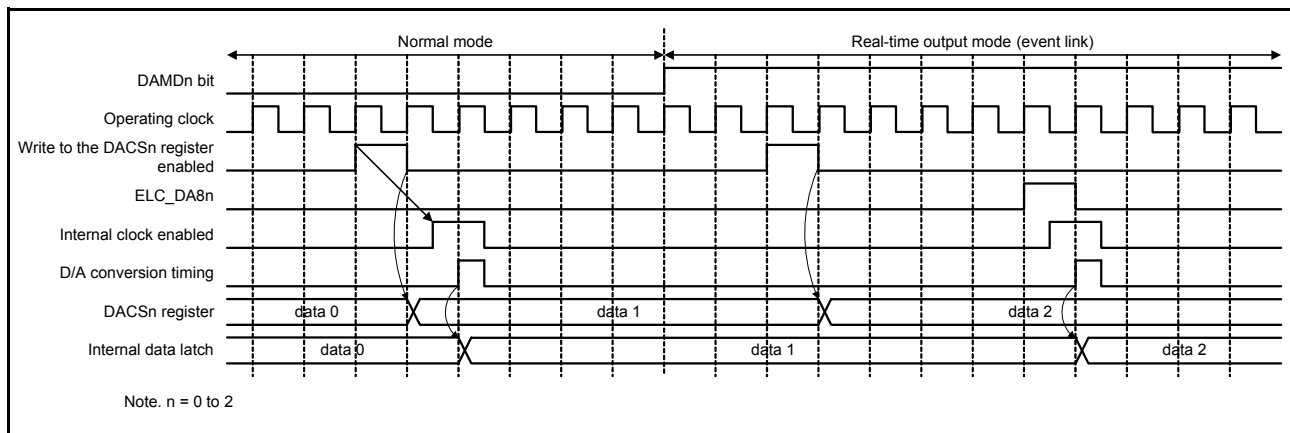 Normal mode
Real-time output mode (event link)
DAMDn bit
Operating clock
Write to the DACSn register
enabled
ELC_DA8n
Internal clock enabled
D/A conversion timing
DACSn register
data 0
data 1
data 2
Internal data latch
data 0
data 1
data 2
Note. n = 0 to 2